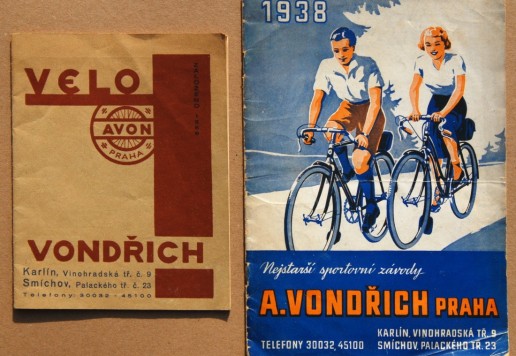 VELO
AVON
PRAHA
VONDŘICH
Karlín, Vinohradská tř. č. 9
Smíchov, Palackého tř. č. 23
Telefony: 30032 - 45100
1938
Nejstarší sportovní závody
A.VONDŘICH PRAHA
TELEFONY 30032, 45100
KARLÍN, VINOHRADSKÁ TŘ. 9
SMÍCHOV, PALACKÉHO TŘ. 23